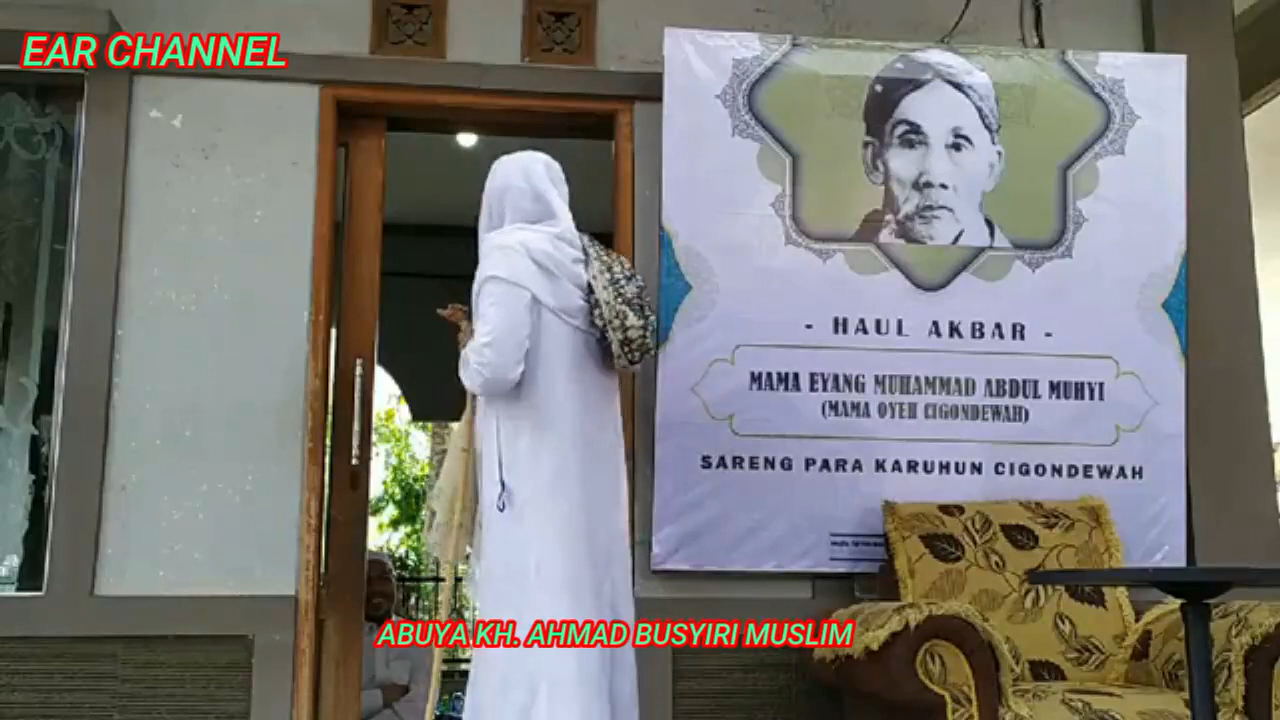 EAR CHANNEL
- HAUL AKBAR -
MAMA EYANG MUHAMMAD ABDUL MUHYI
(MAMA OYEH CIGONDEWAH)
SARENG PARA KARUHUN CIGONDEWAH
ABUYA KH. AHMAD BUSYIRI MUSLIM